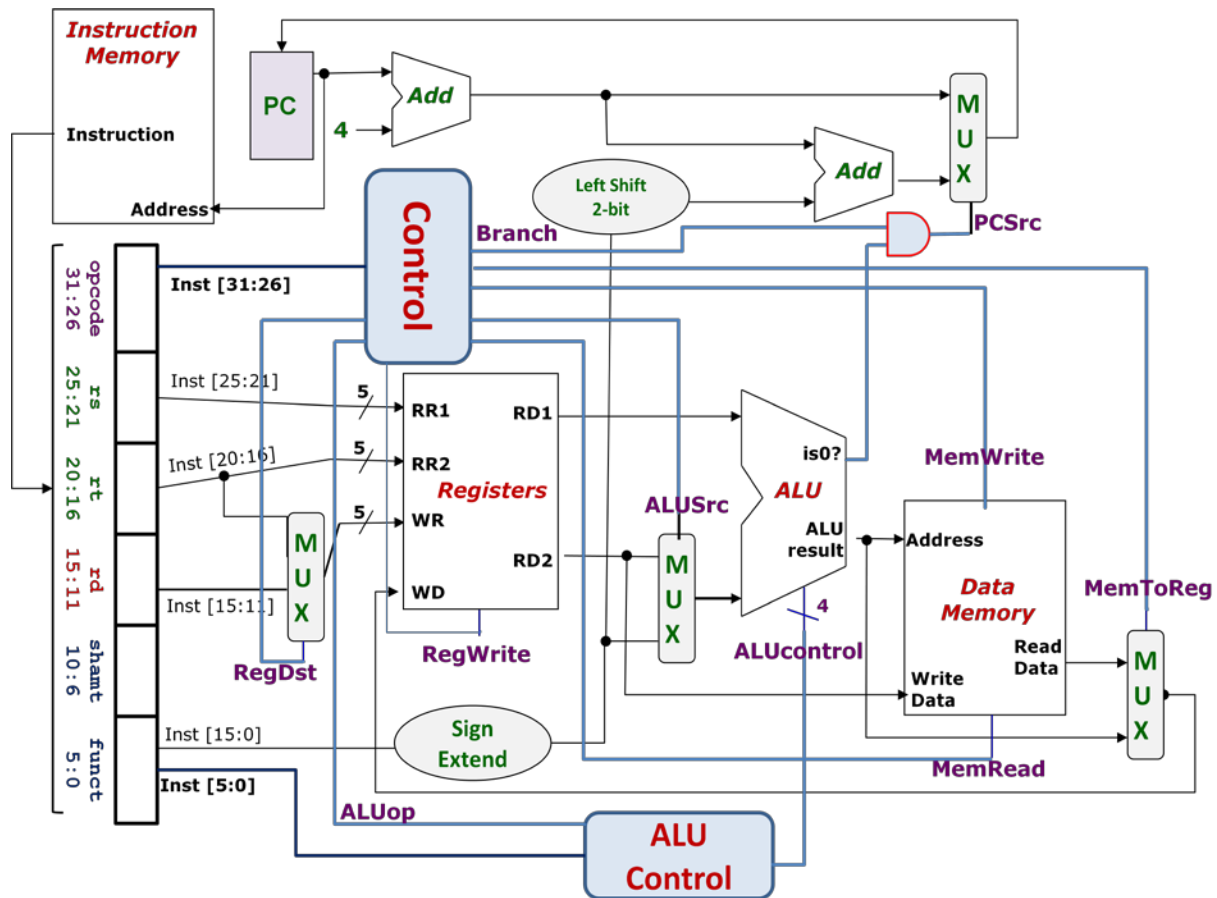 Instruction
Memory
Instruction
Address
PC
4
Add
Add
M
U
X
Left Shift
2-bit
PCSrc
Control
Branch
opcode
31:26
rs
25:21
rt
20:16
rd
15:11
shamt
10:6
funct
5:0
Inst [31:26]
Inst [25:21]
Inst [20:16]
Inst [15:11]
Inst [15:0]
Inst [5:0]
5
5
5
M
U
X
RegDst
RR1
RR2
WR
WD
Registers
RD1
RD2
RegWrite
Sign
Extend
ALUSrc
M
U
X
is0?
ALU
ALU
result
4
ALUcontrol
MemWrite
Address
Data
Memory
Read
Data
Write
Data
MemRead
MemToReg
M
U
X
ALUop
ALU
Control